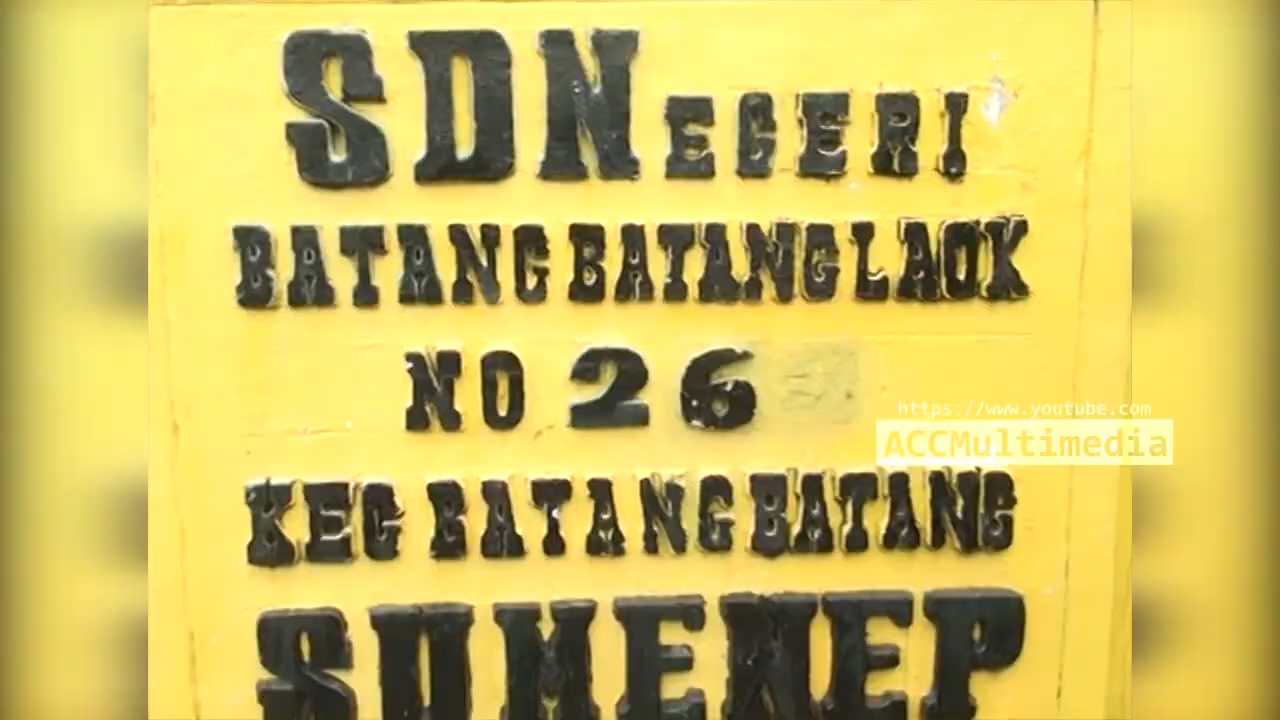 SDNEGERI
BATANG BATANG LAOK
NO 26
KEC BATANG BATANG
SUMENEP
https://www.youtube.com
ACCMultimedia